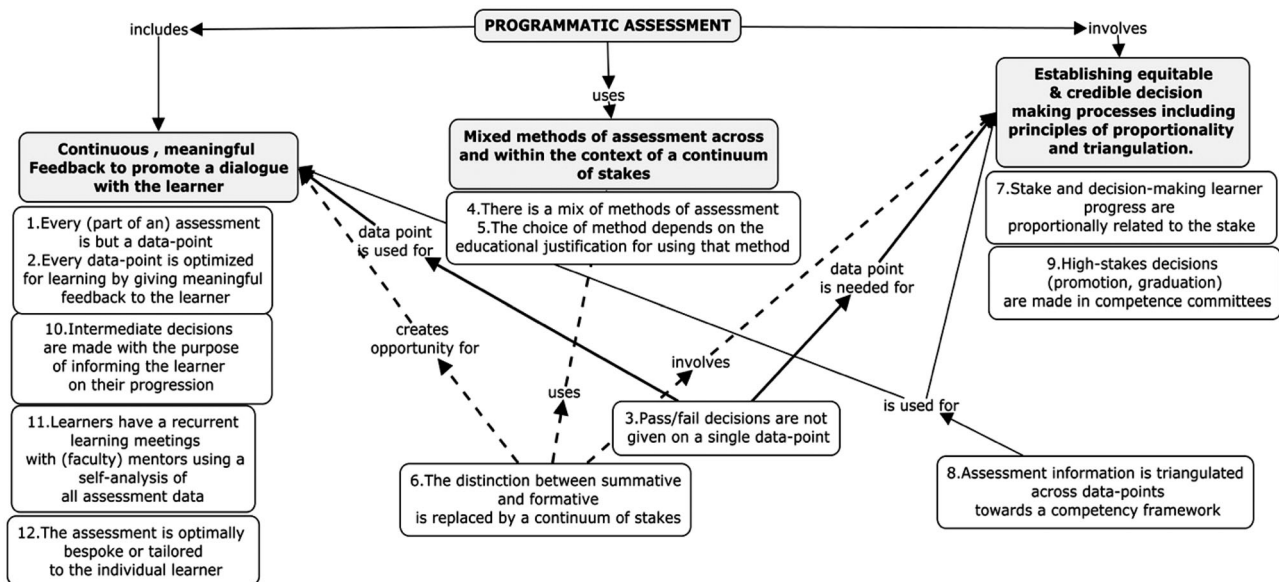 PROGRAMMATIC ASSESSMENT
includes
involves
uses
Continuous , meaningful
Feedback to promote a dialogue
with the learner
Mixed methods of assessment across
and within the context of a continuum
of stakes
Establishing equitable
& credible decision
making processes including
principles of proportionality
and triangulation.
1.Every (part of an) assessment
is but a data-point
2.Every data-point is optimized
for learning by giving meaningful
feedback to the learner
10.Intermediate decisions
are made with the purpose
of informing the learner
on their progression
11.Learners have a recurrent
learning meetings
with (faculty) mentors using a
self-analysis of
all assessment data
12.The assessment is optimally
bespoke or tailored
to the individual learner
4.There is a mix of methods of assessment
5.The choice of method depends on the
educational justification for using that method
7.Stake and decision-making learner
progress are
proportionally related to the stake
9.High-stakes decisions
(promotion, graduation)
are made in competence committees
data point
is used for
data point
is needed for
creates
opportunity for
involves
uses
is used for
3.Pass/fail decisions are not
given on a single data-point
6.The distinction between summative
and formative
is replaced by a continuum of stakes
8.Assessment information is triangulated
across data-points
towards a competency framework